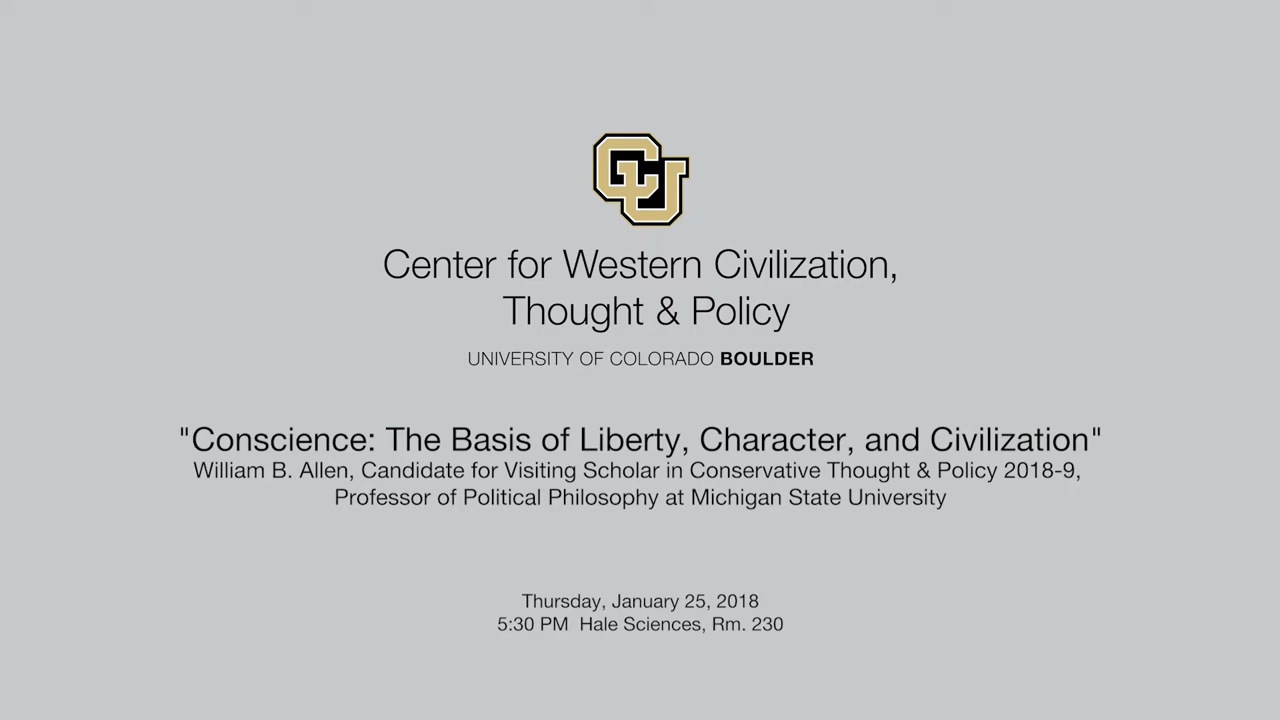 CU
Center for Western Civilization,
Thought & Policy
UNIVERSITY OF COLORADO BOULDER
"Conscience: The Basis of Liberty, Character, and Civilization"
William B. Allen, Candidate for Visiting Scholar in Conservative Thought & Policy 2018-9,
Professor of Political Philosophy at Michigan State University
Thursday, January 25, 2018
5:30 PM  Hale Sciences, Rm. 230